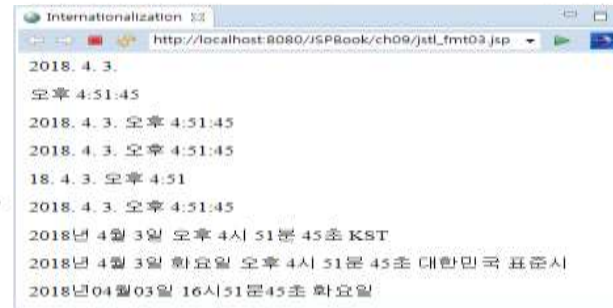 Internationalization
http://localhost:8080/JSPBook/ch09/jstl_fmt03.jsp
2018. 4. 3.
오후 4:51:45
2018. 4. 3. 오후 4:51:45
2018. 4. 3. 오후 4:51:45
18. 4. 3. 오후 4:51
2018. 4. 3. 오후 4:51:45
2018년 4월 3일 오후 4시 51분 45초 KST
2018년 4월 3일 화요일 오후 4시 51분 45초 대한민국 표준시
2018년04월03일 16시51분45초 화요일